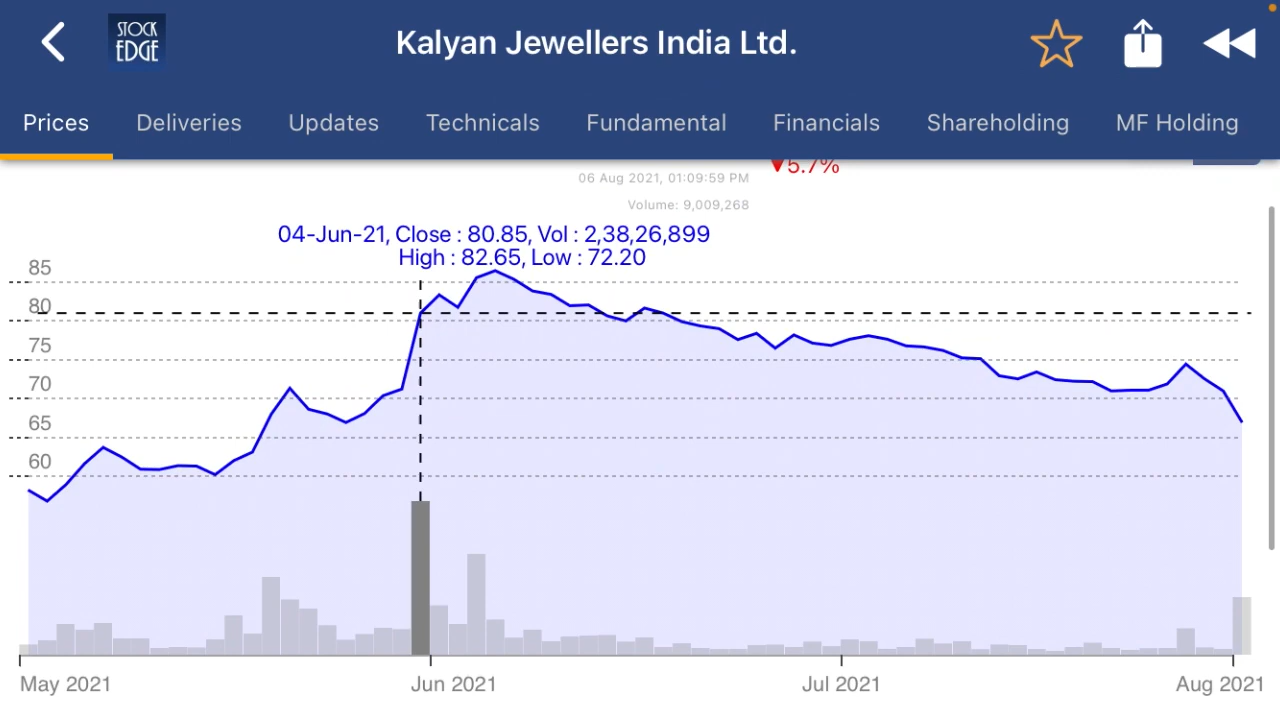 STOCK
EDGE
Kalyan Jewellers India Ltd.
Prices Deliveries Updates Technicals Fundamental Financials Shareholding MF Holding
▼5.7%
06 Aug 2021, 01:09:59 PM
Volume: 9,009,268
04-Jun-21, Close : 80.85, Vol : 2,38,26,899
High : 82.65, Low : 72.20
85
80
75
70
65
60
May 2021 Jun 2021 Jul 2021 Aug 2021